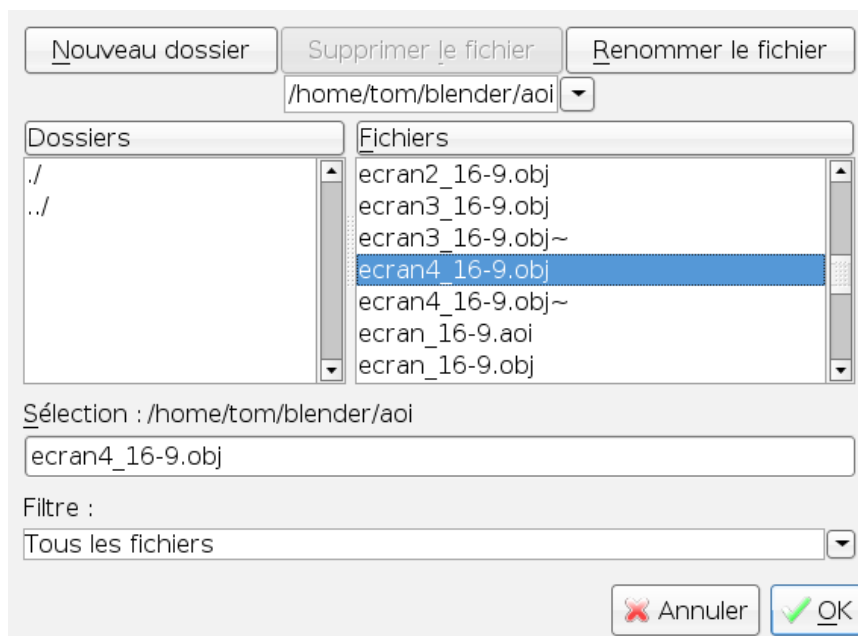 Nouveau dossier Supprimer le fichier Renommer le fichier
/home/tom/blender/aoi
Dossiers
./
../
Fichiers
ecran2_16-9.obj
ecran3_16-9.obj
ecran3_16-9.obj~
ecran4_16-9.obj
ecran4_16-9.obj~
ecran_16-9.aoi
ecran_16-9.obj
Sélection : /home/tom/blender/aoi
ecran4_16-9.obj
Filtre :
Tous les fichiers
Annuler OK